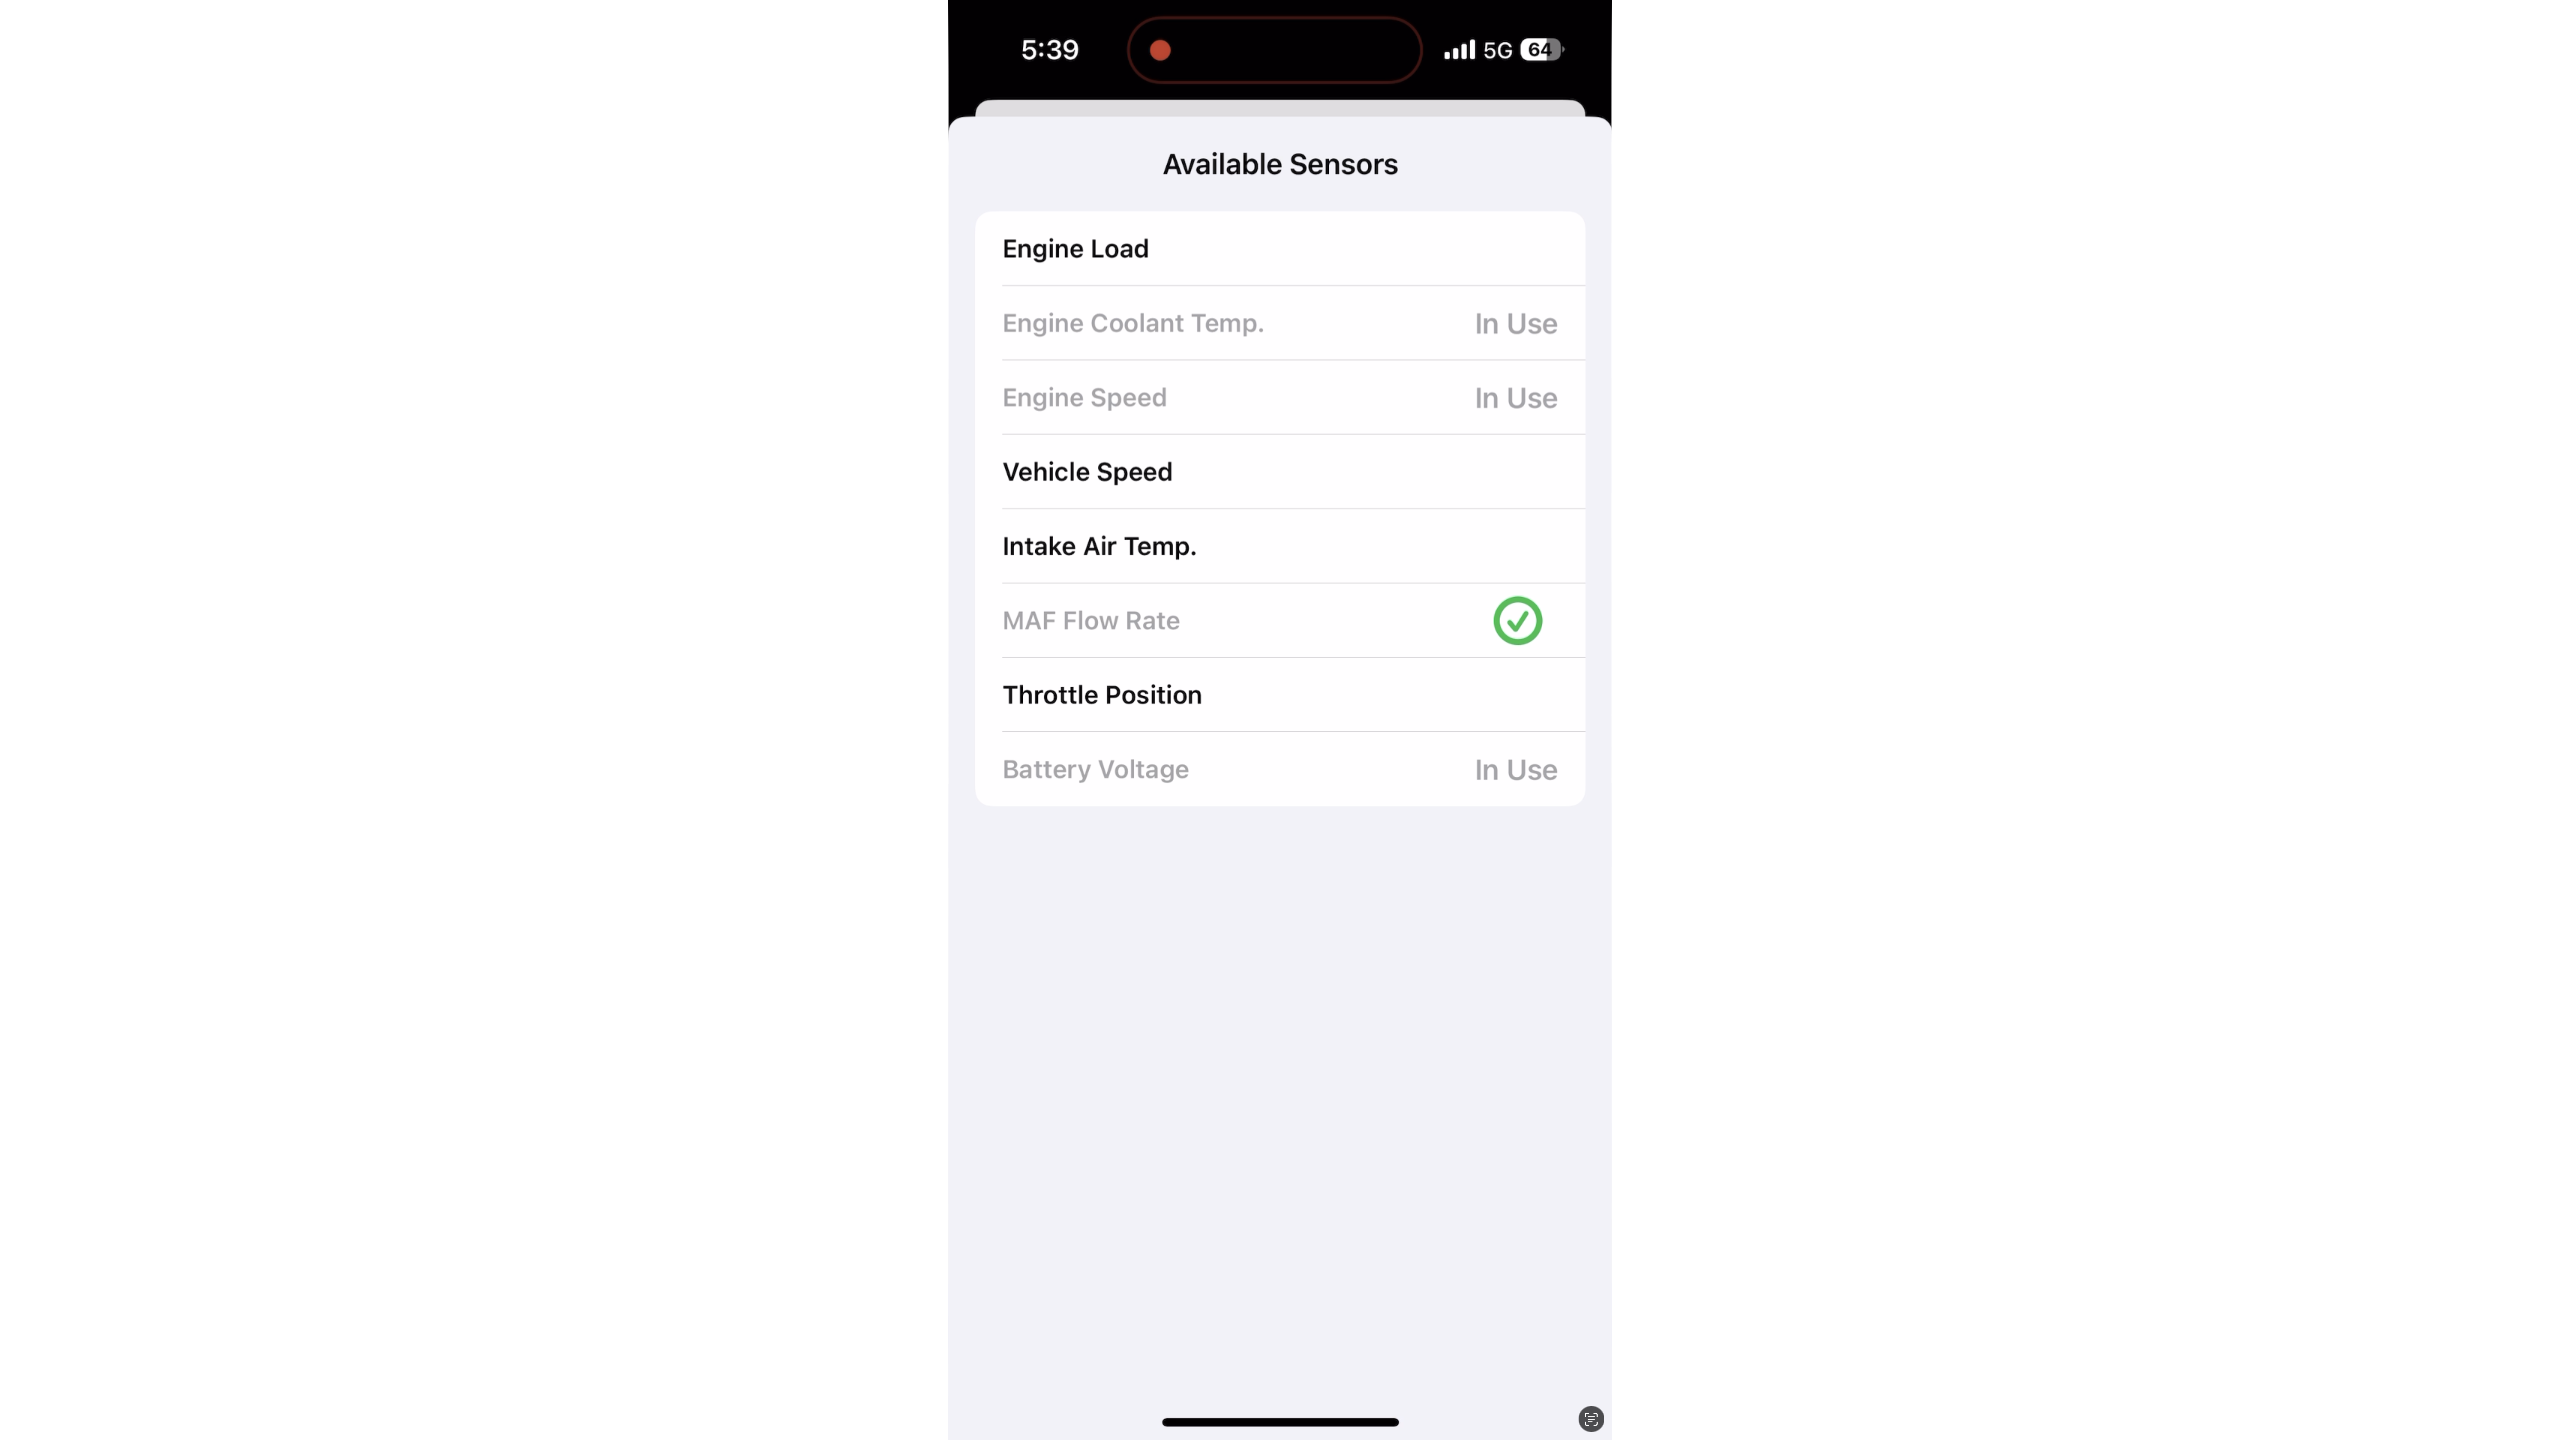 5:39
5G 64
Available Sensors
Engine Load
Engine Coolant Temp. In Use
Engine Speed In Use
Vehicle Speed
Intake Air Temp.
MAF Flow Rate
Throttle Position
Battery Voltage In Use